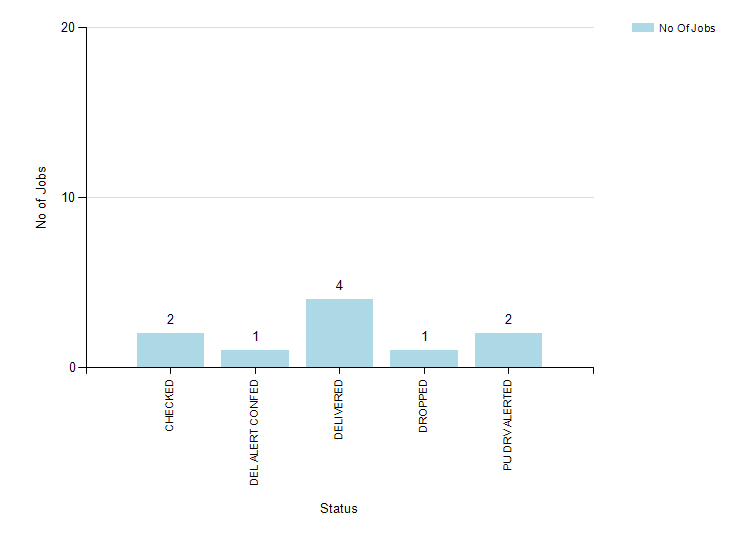 20
No Of Jobs
No of Jobs
10
4
2
2
1
1
0
CHECKED
DEL ALERT CONFED
DELIVERED
DROPPED
PU DRV ALERTED
Status